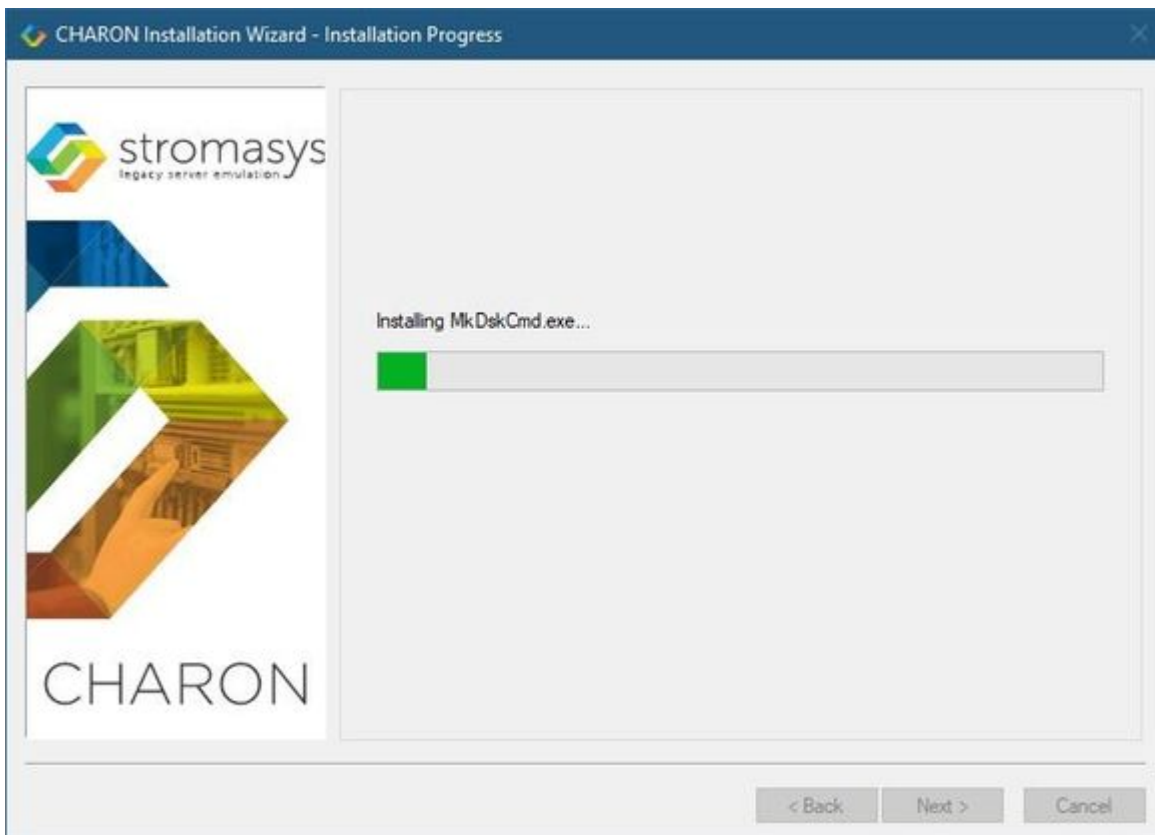 CHARON Installation Wizard - Installation Progress
stromasys
legacy server emulation
Installing MkDskCmd.exe...
CHARON
< Back
Next >
Cancel